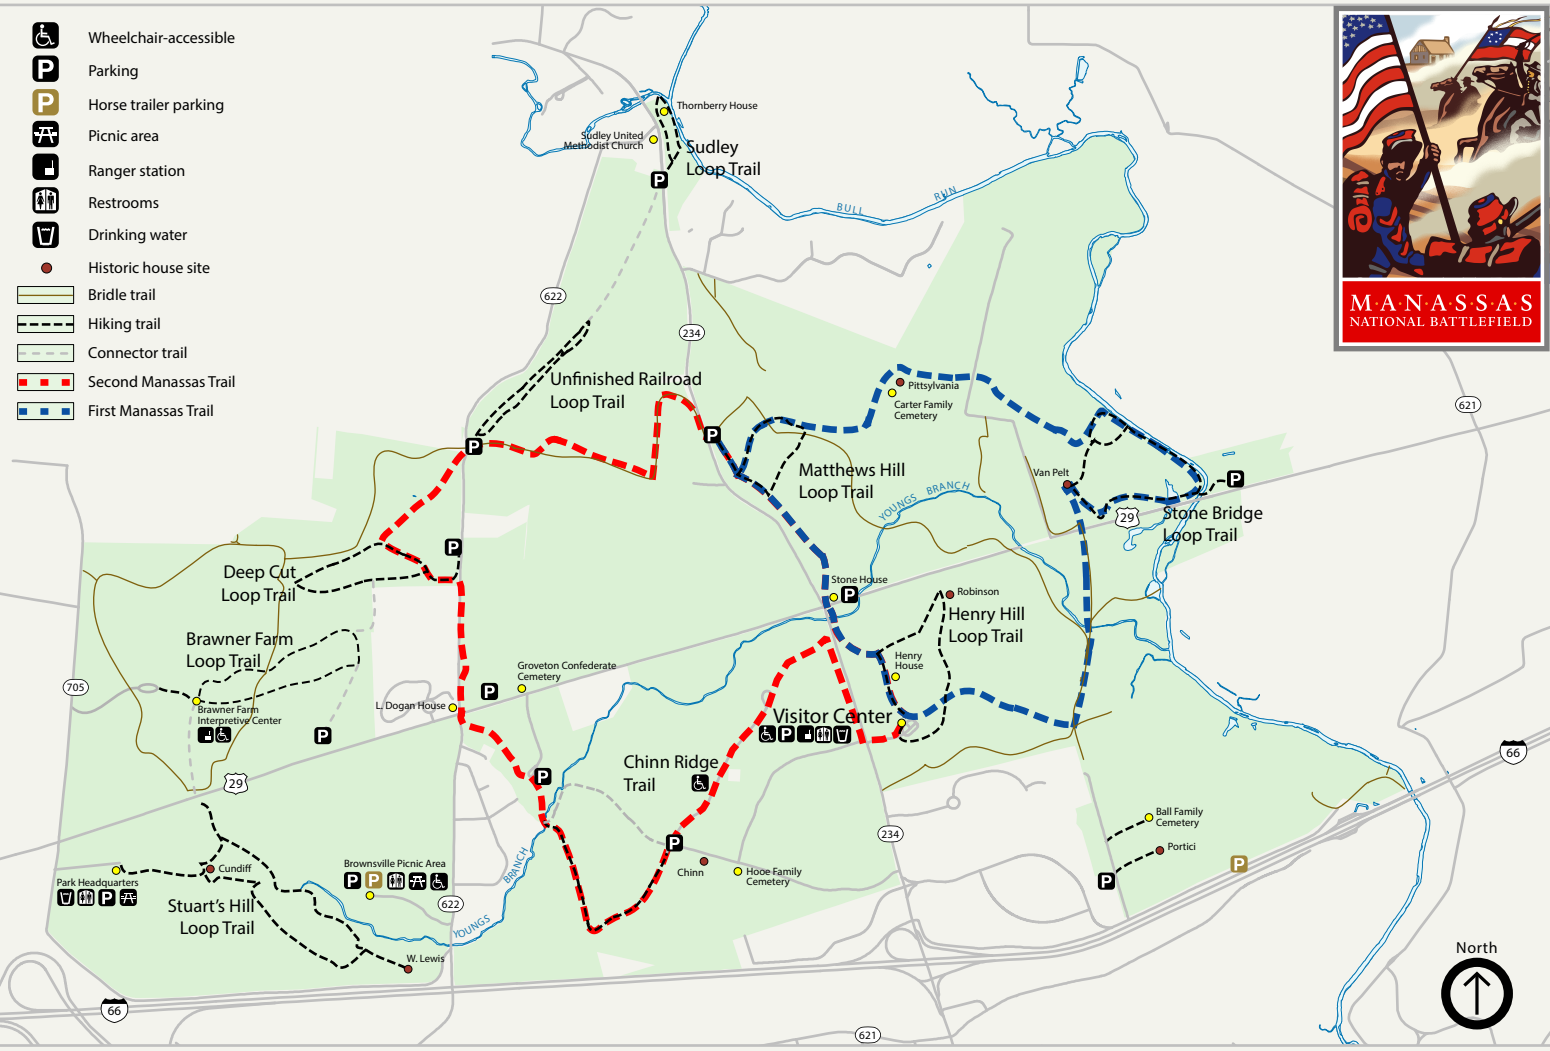 Wheelchair-accessible
P
Parking
P
Horse trailer parking
Picnic area
Ranger station
Restrooms
Drinking water
Historic house site
Bridle trail
Hiking trail
Connector trail
Second Manassas Trail
First Manassas Trail
M·A·N·A·S·S·A·S
NATIONAL BATTLEFIELD
Thornberry House
Sudley United
Methodist Church
Sudley
Loop Trail
P
BULL
RUN
622
234
Unfinished Railroad
Loop Trail
Pittsylvania
Carter Family
Cemetery
621
P
P
Matthews Hill
Loop Trail
Van Pelt
P
YOUNGS BRANCH
29
Stone Bridge
Loop Trail
P
Deep Cut
Loop Trail
Stone House
P
Robinson
Henry Hill
Loop Trail
Brawner Farm
Loop Trail
Henry
House
Groveton Confederate
Cemetery
705
P
L. Dogan House
Brawner Farm
Interpretive Center
P
Visitor Center
P
66
29
Chinn Ridge
Trail
P
Ball Family
Cemetery
Portici
234
P
P
P
Chinn
Hooe Family
Cemetery
Cundiff
Brownsville Picnic Area
P
P
Park Headquarters
P
622
BRANCH
YOUNGS
Stuart's Hill
Loop Trail
W. Lewis
66
621
North